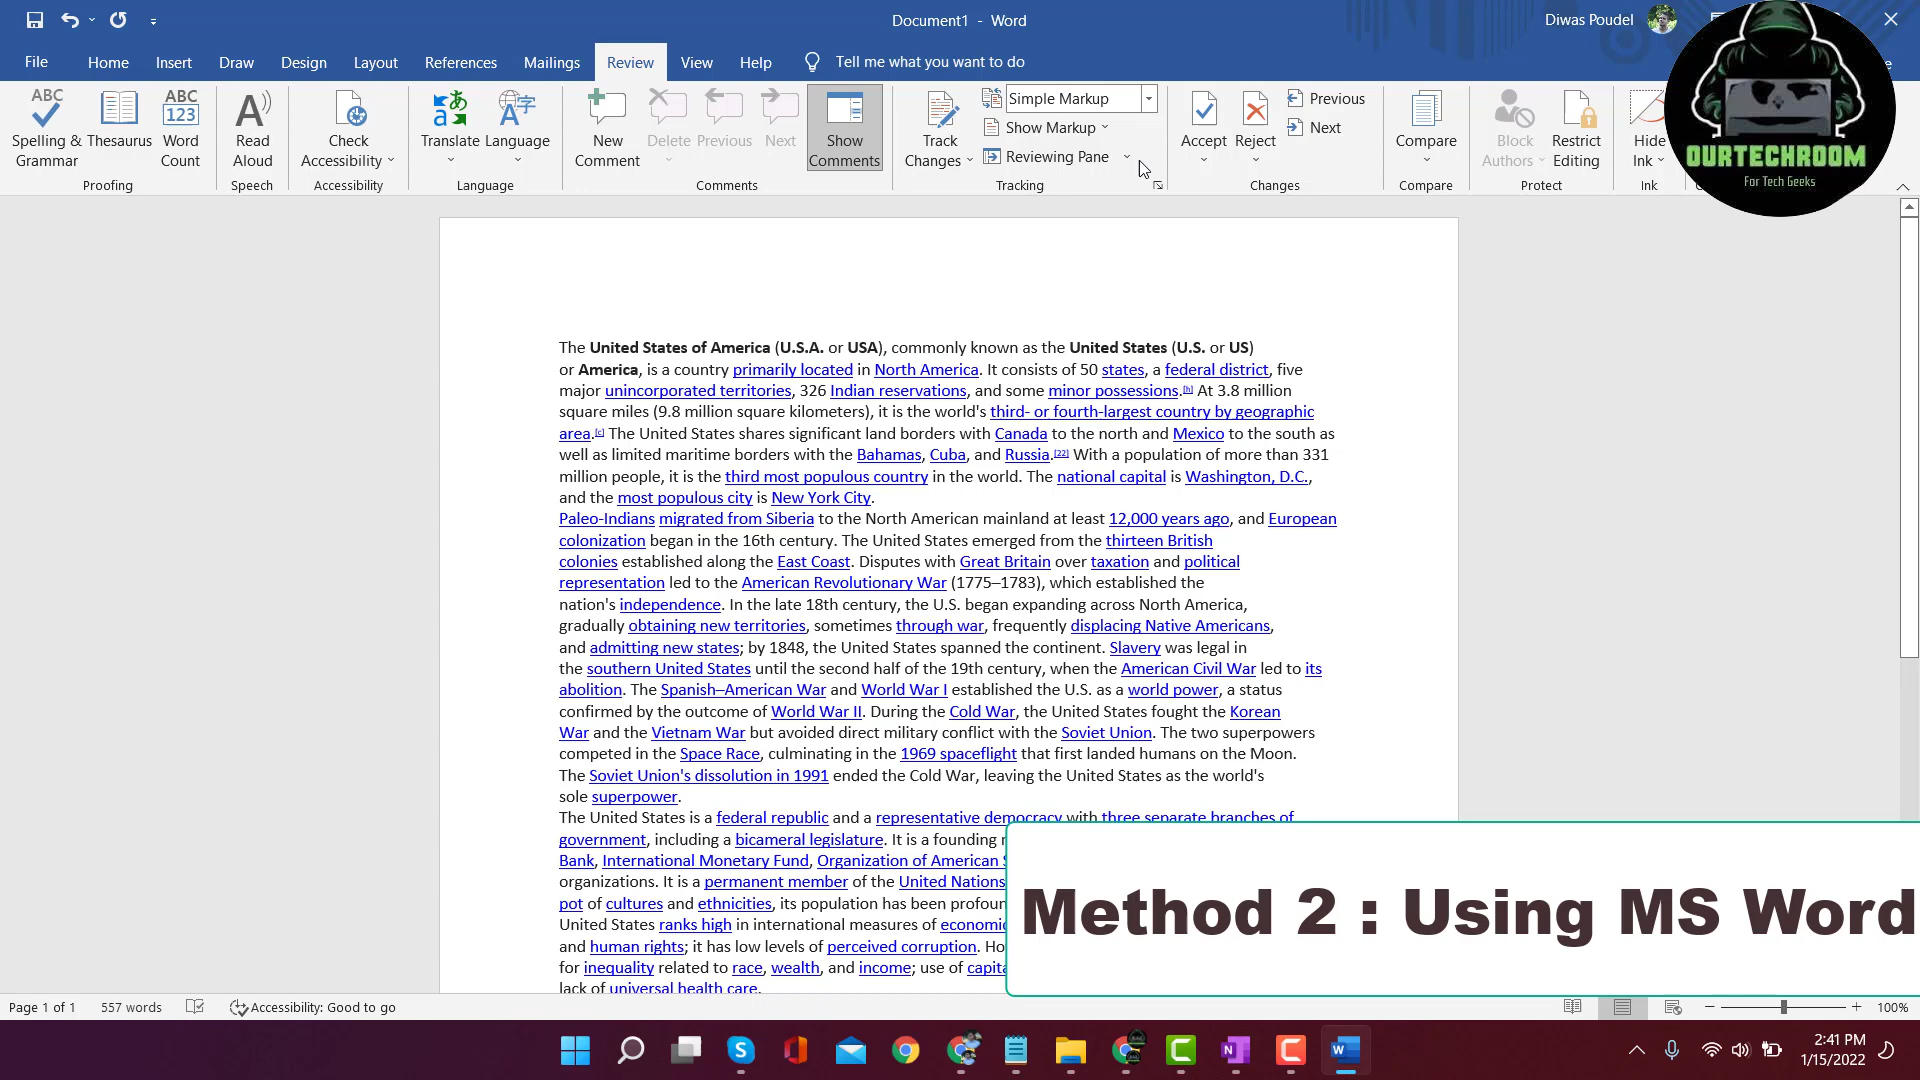 Document1 - Word
Diwas Poudel
File Home Insert Draw Design Layout References Mailings Review View Help Tell me what you want to do
ABC
Spelling & Grammar
Thesaurus
ABC 123
Word Count
Proofing
Read Aloud
Speech
Check Accessibility
Accessibility
Translate
Language
Language
New Comment
Delete
Previous
Next
Show Comments
Comments
Track Changes
Simple Markup
Show Markup
Reviewing Pane
Tracking
Accept
Reject
Previous
Next
Changes
Compare
Compare
Block Authors
Restrict Editing
Protect
Hide Ink
Ink
OURTECHROOM
For Tech Geeks
The United States of America (U.S.A. or USA), commonly known as the United States (U.S. or US)
or America, is a country primarily located in North America. It consists of 50 states, a federal district, five
major unincorporated territories, 326 Indian reservations, and some minor possessions.[h] At 3.8 million
square miles (9.8 million square kilometers), it is the world's third- or fourth-largest country by geographic
area.[c] The United States shares significant land borders with Canada to the north and Mexico to the south as
well as limited maritime borders with the Bahamas, Cuba, and Russia.[22] With a population of more than 331
million people, it is the third most populous country in the world. The national capital is Washington, D.C.,
and the most populous city is New York City.
Paleo-Indians migrated from Siberia to the North American mainland at least 12,000 years ago, and European
colonization began in the 16th century. The United States emerged from the thirteen British
colonies established along the East Coast. Disputes with Great Britain over taxation and political
representation led to the American Revolutionary War (1775–1783), which established the
nation's independence. In the late 18th century, the U.S. began expanding across North America,
gradually obtaining new territories, sometimes through war, frequently displacing Native Americans,
and admitting new states; by 1848, the United States spanned the continent. Slavery was legal in
the southern United States until the second half of the 19th century, when the American Civil War led to its
abolition. The Spanish–American War and World War I established the U.S. as a world power, a status
confirmed by the outcome of World War II. During the Cold War, the United States fought the Korean
War and the Vietnam War but avoided direct military conflict with the Soviet Union. The two superpowers
competed in the Space Race, culminating in the 1969 spaceflight that first landed humans on the Moon.
The Soviet Union's dissolution in 1991 ended the Cold War, leaving the United States as the world's
sole superpower.
The United States is a federal republic and a representative democracy with three separate branches of
government, including a bicameral legislature. It is a founding
Bank, International Monetary Fund, Organization of American
organizations. It is a permanent member of the United Nations
pot of cultures and ethnicities, its population has been
United States ranks high in international measures of
and human rights; it has low levels of perceived corruption.
for inequality related to race, wealth, and income; use of
lack of universal health care.
Method 2 : Using MS Word
Page 1 of 1 557 words Accessibility: Good to go 100%
2:41 PM
1/15/2022